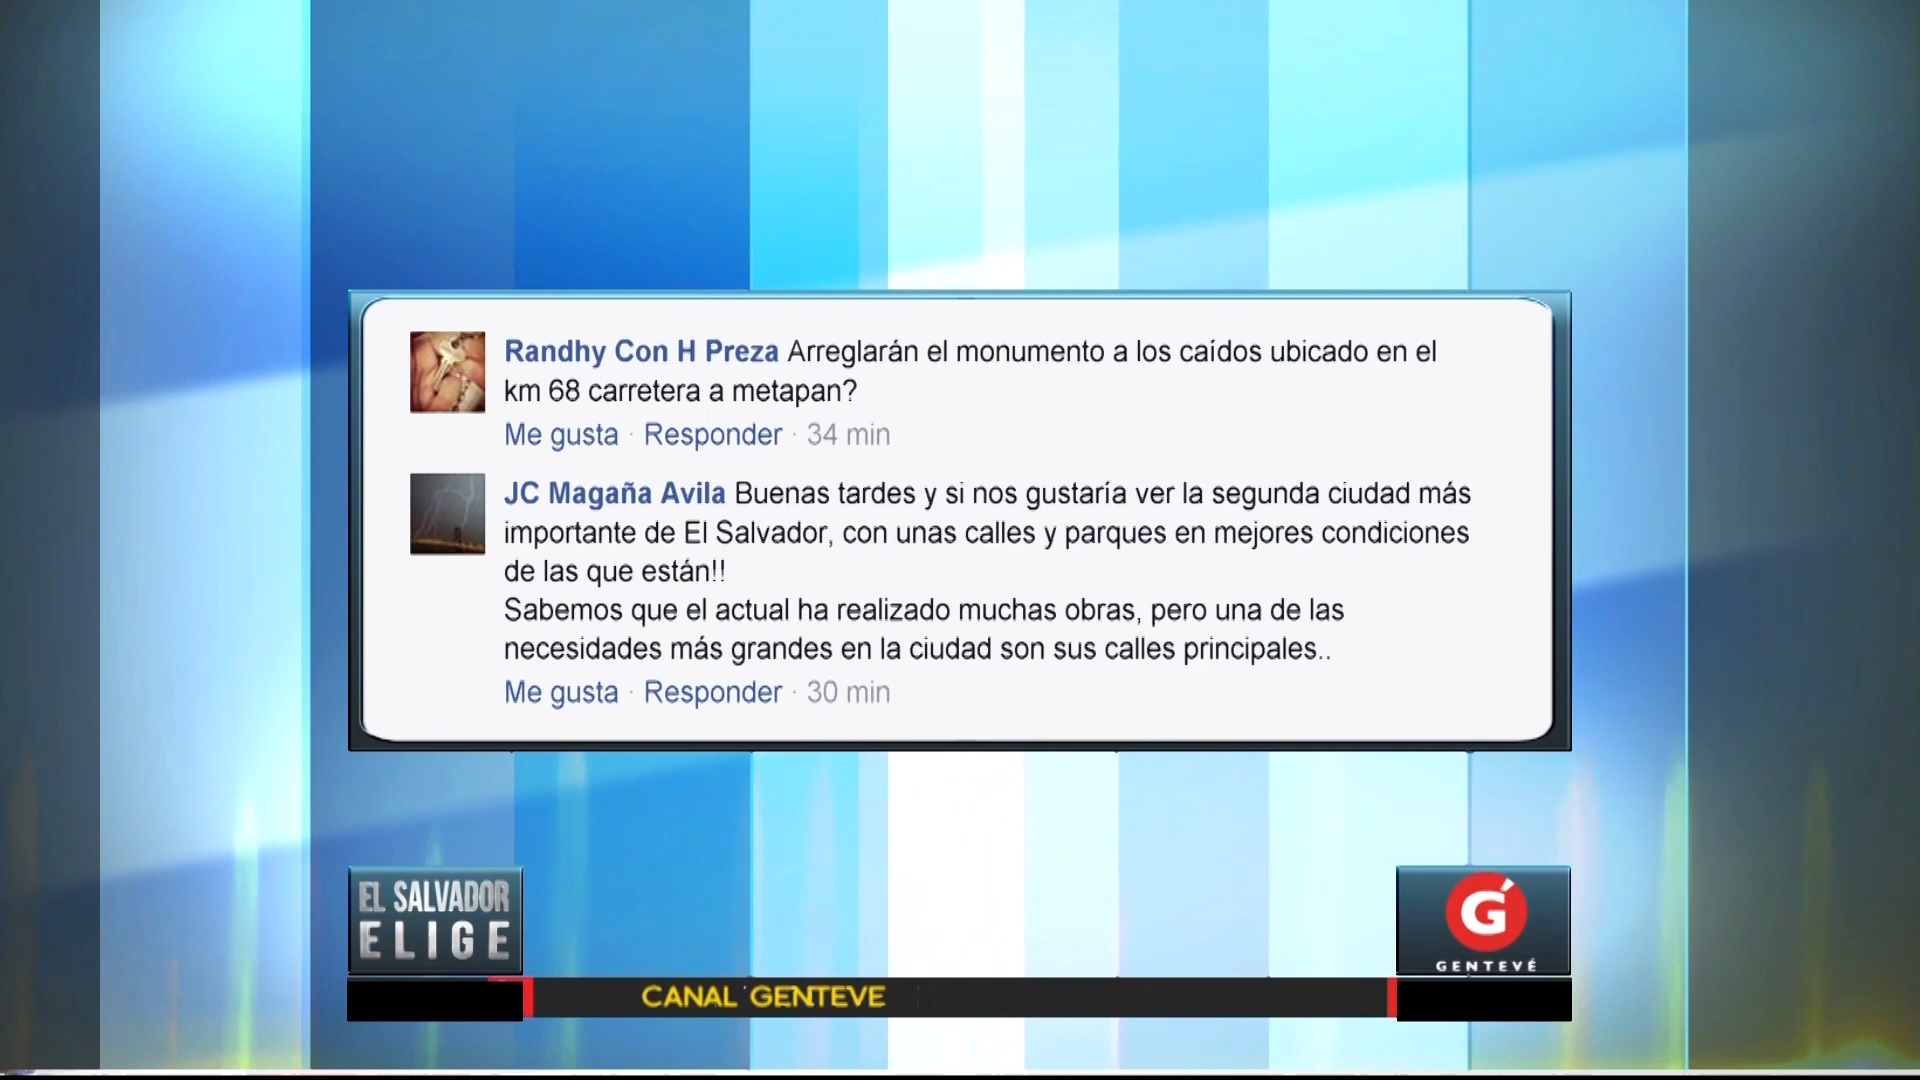 Randhy Con H Preza Arreglarán el monumento a los caídos ubicado en el
km 68 carretera a metapan?
Me gusta · Responder · 34 min
JC Magaña Avila Buenas tardes y si nos gustaría ver la segunda ciudad más
importante de El Salvador, con unas calles y parques en mejores condiciones
de las que están!!
Sabemos que el actual ha realizado muchas obras, pero una de las
necesidades más grandes en la ciudad son sus calles principales..
Me gusta · Responder · 30 min
EL SALVADOR
ELIGE
G
GENTEVÉ
CANAL GENTEVE